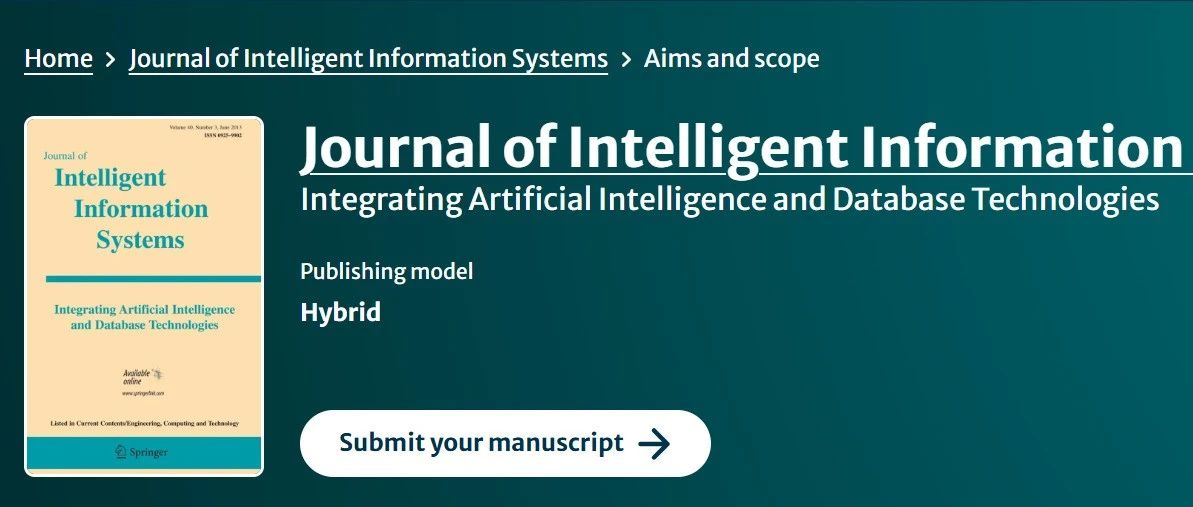 Home > Journal of Intelligent Information Systems > Aims and scope
Volume 40, Number 3, June 2013
ISSN 0925-9902
Journal of
Intelligent
Information
Systems
Integrating Artificial Intelligence
and Database Technologies
Available
online
www.springerlink.com
Listed in Current Contents/Engineering, Computing and Technology
Springer
Journal of Intelligent Information
Integrating Artificial Intelligence and Database Technologies
Publishing model
Hybrid
Submit your manuscript →